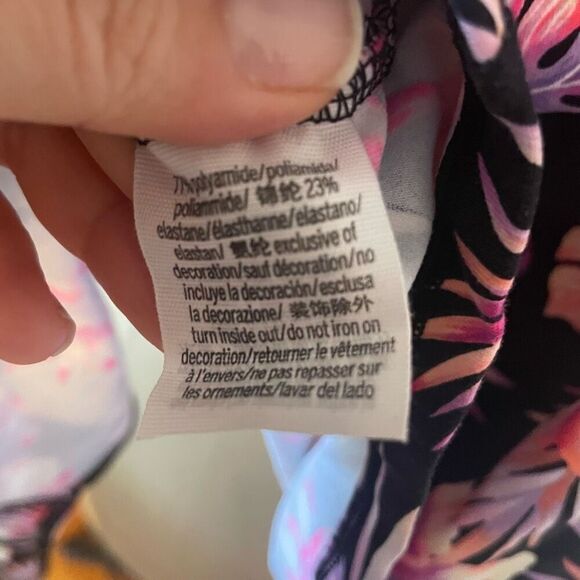 77% polyamide/poliamida/
poliammide/ 锦纶 23%
elastane/élasthanne/elastano/
elastan/ 氨纶 exclusive of
decoration/sauf décoration/no
incluye la decoración/esclusa
la decorazione/ 装饰除外
turn inside out/ do not iron on
decoration/retourner le vêtement
à l'envers/ne pas repasser sur
les ornements/lavar del lado